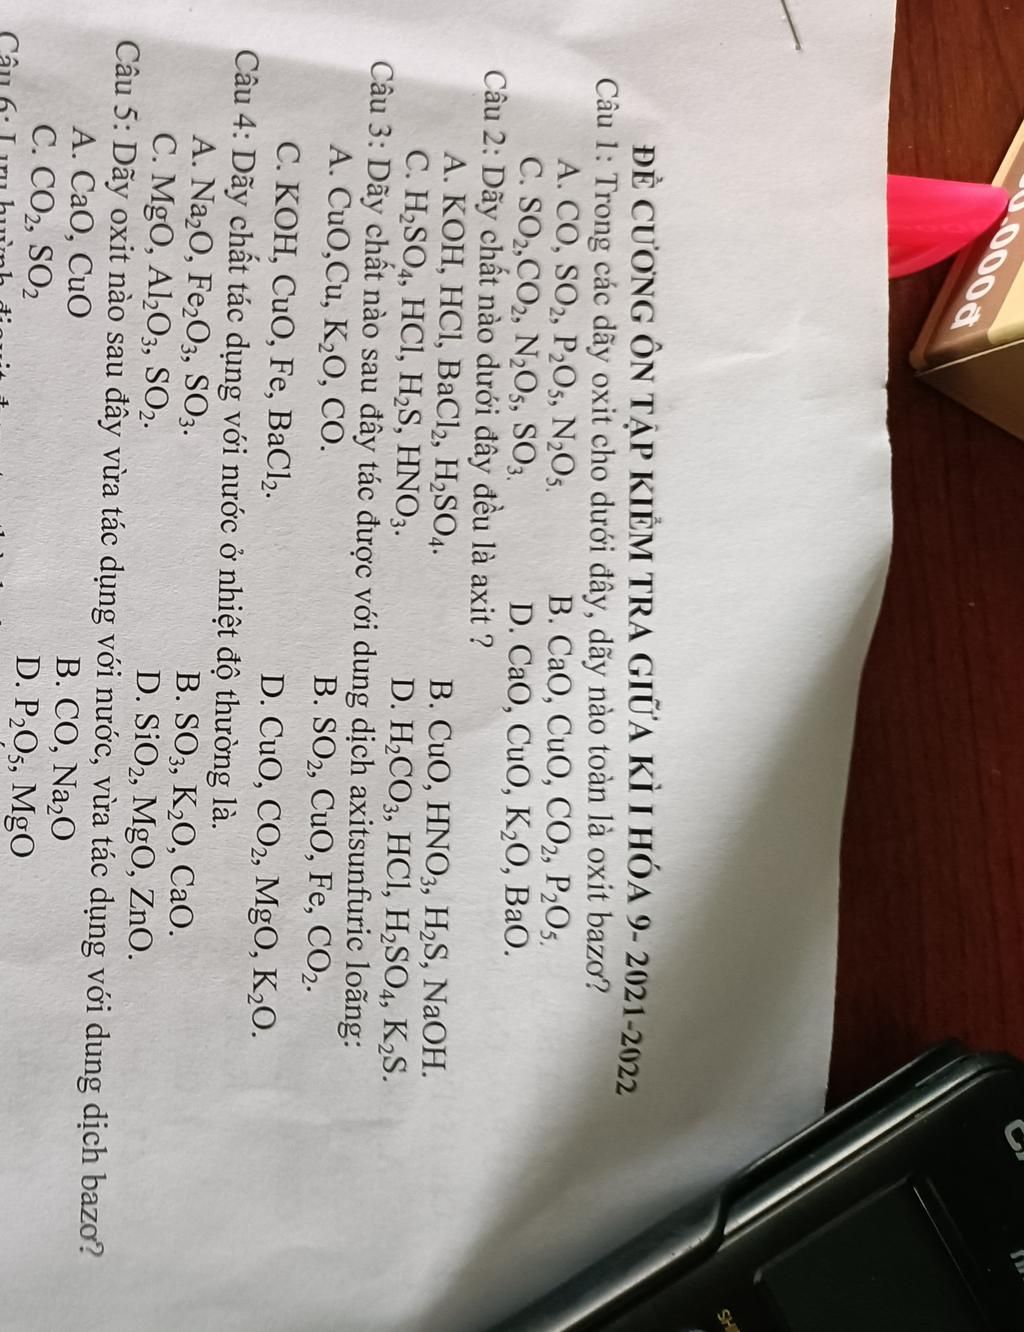 ĐỀ CƯƠNG ÔN TẬP KIỂM TRA GIỮA KÌ I HÓA 9- 2021-2022
Câu 1: Trong các dãy oxit cho dưới đây, dãy nào toàn là oxit bazơ?
A. CO, SO₂, P₂O₅, N₂O₅. B. CaO, CuO, CO₂, P₂O₅.
C. SO₂,CO₂, N₂O₅, SO₃. D. CaO, CuO, K₂O, BaO.
Câu 2: Dãy chất nào dưới đây đều là axit ?
A. KOH, HCl, BaCl₂, H₂SO₄. B. CuO, HNO₃, H₂S, NaOH.
C. H₂SO₄, HCl, H₂S, HNO₃. D. H₂CO₃, HCl, H₂SO₄, K₂S.
Câu 3: Dãy chất nào sau đây tác được với dung dịch axitsunfuric loãng:
A. CuO,Cu, K₂O, CO. B. SO₂, CuO, Fe, CO₂.
C. KOH, CuO, Fe, BaCl₂. D. CuO, CO₂, MgO, K₂O.
Câu 4: Dãy chất tác dụng với nước ở nhiệt độ thường là.
A. Na₂O, Fe₂O₃, SO₃. B. SO₃, K₂O, CaO.
C. MgO, Al₂O₃, SO₂. D. SiO₂, MgO, ZnO.
Câu 5: Dãy oxit nào sau đây vừa tác dụng với nước, vừa tác dụng với dung dịch bazơ?
A. CaO, CuO B. CO, Na₂O
C. CO₂, SO₂ D. P₂O₅, MgO
Câu 6:
.000đ